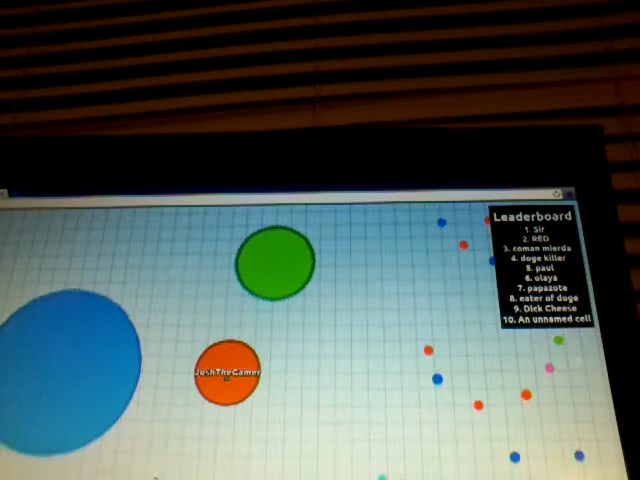 Leaderboard
1. Sir
2. RED
3. coman mierda
4. doge killer
5. paul
6. olaya
7. papazote
8. eater of doge
9. Dick Cheese
10. An unnamed cell
JushTheGamer